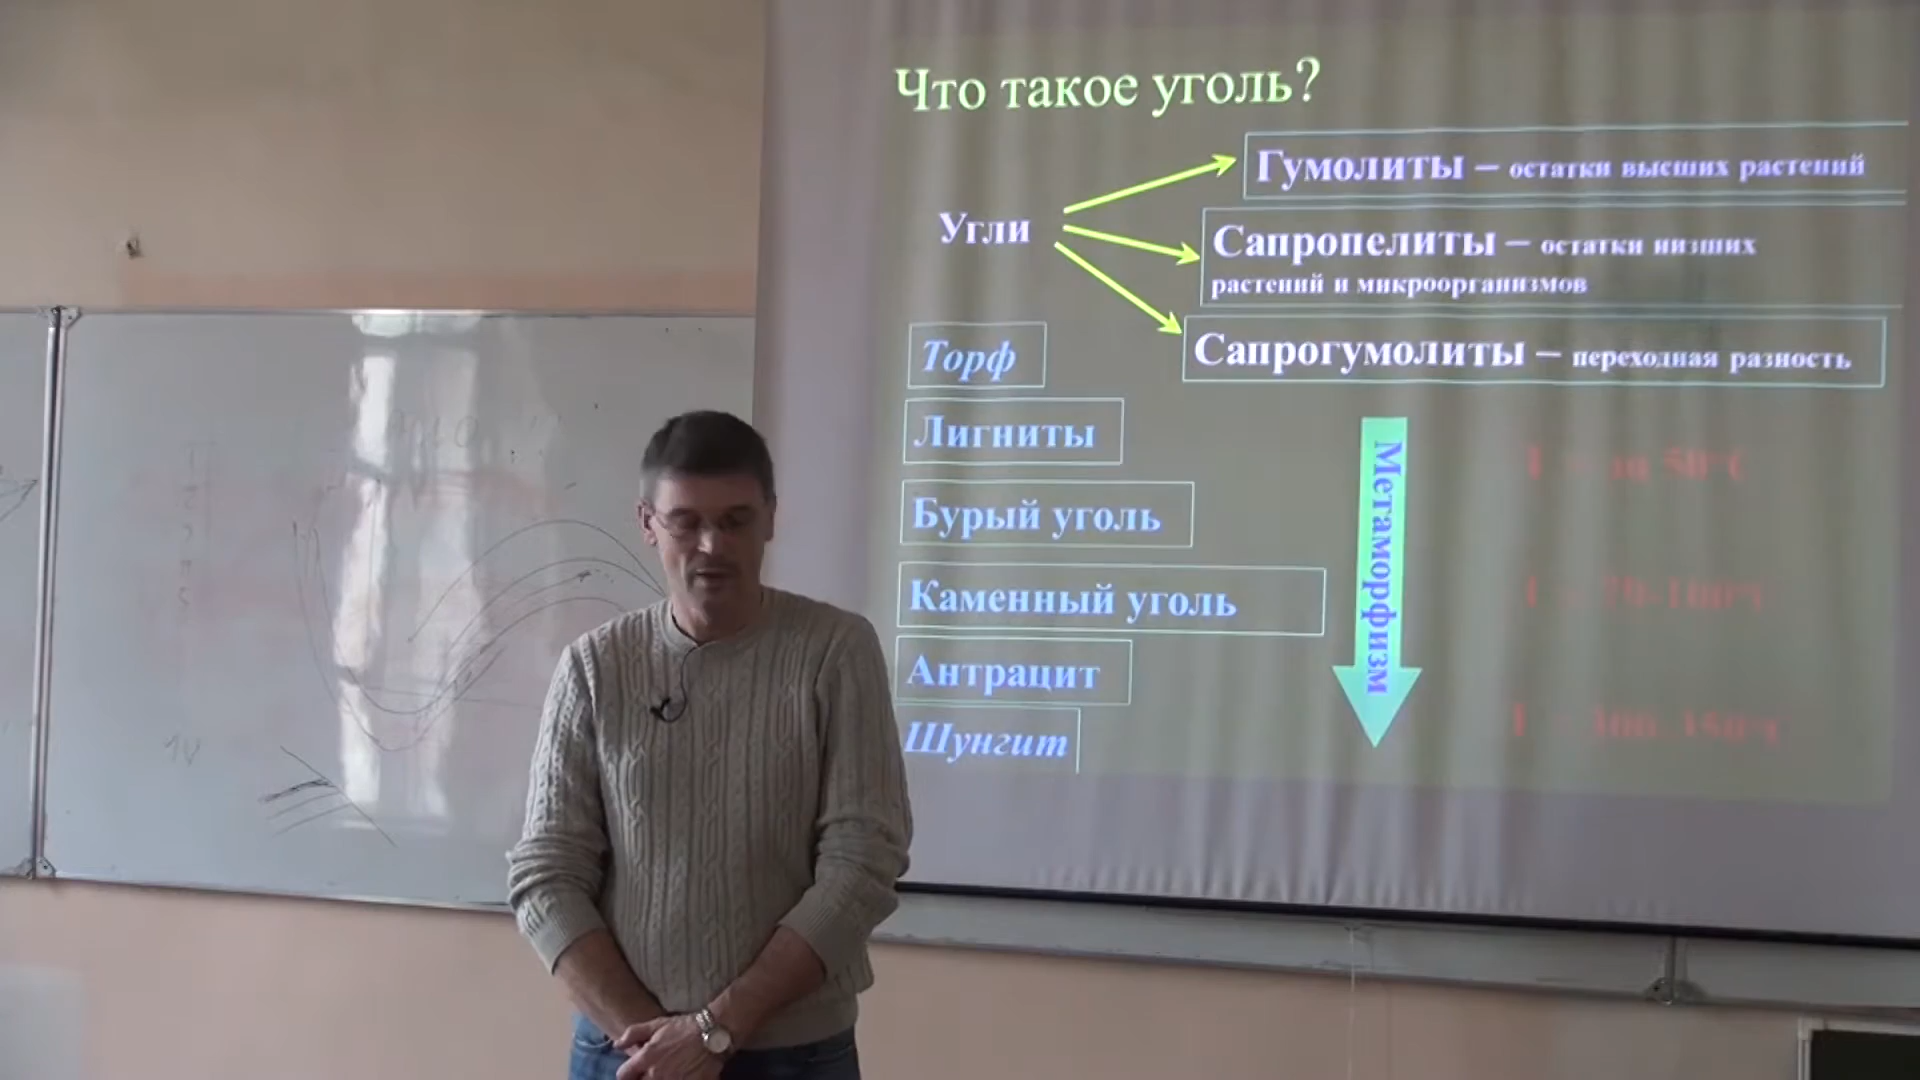 Что такое уголь?
Гумолиты – остатки высших растений
Угли
Сапропелиты – остатки низших
растений и микроорганизмов
Сапрогумолиты – переходная разность
Торф
Лигниты
Бурый уголь
Каменный уголь
Антрацит
Шунгит
Метаморфизм